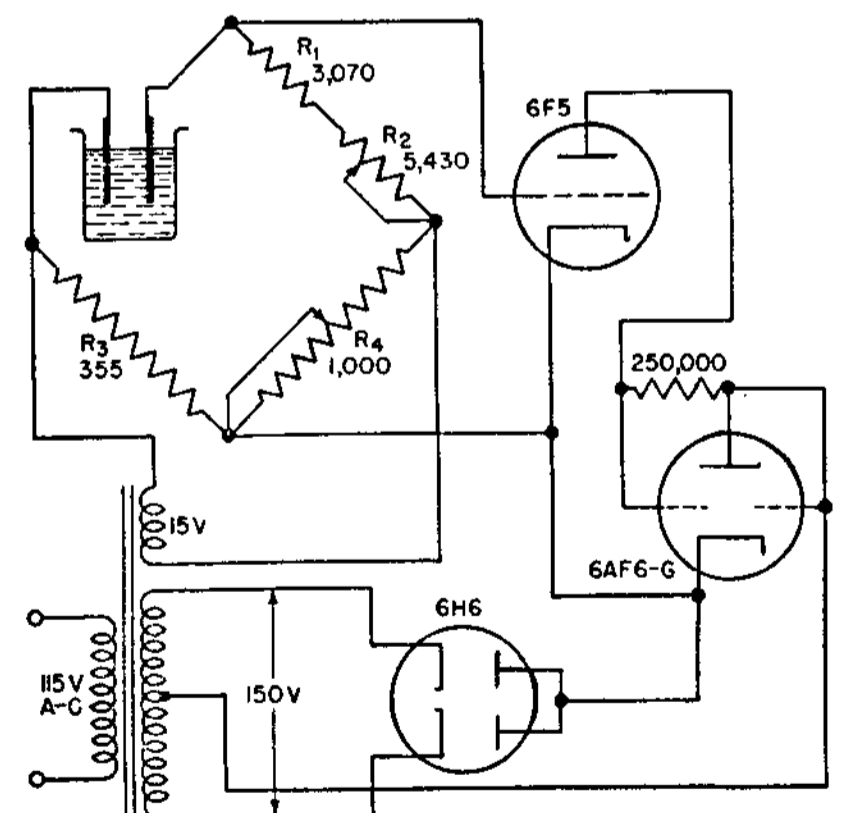 R1
3,070
R2
5,430
6F5
R3
355
R4
1,000
250,000
15V
6AF6-G
6H6
115V
A-C
150V